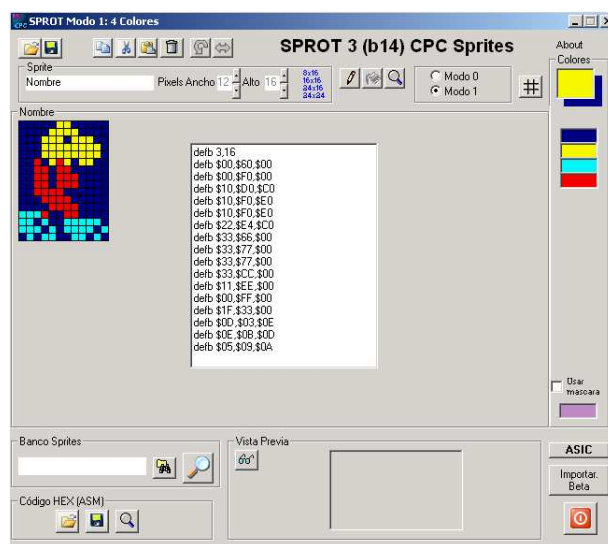 SPROT Modo 1: 4 Colores
SPROT 3 (b14) CPC Sprites
About
Sprite
Nombre
Pixels Ancho 12
Alto 16
8x16
16x16
24x16
24x24
Modo 0
Modo 1
Colores
Nombre
defb 3,16
defb $00,$60,$00
defb $00,$F0,$00
defb $10,$D0,$C0
defb $10,$F0,$E0
defb $10,$F0,$E0
defb $22,$E4,$C0
defb $33,$66,$00
defb $33,$77,$00
defb $33,$77,$00
defb $33,$CC,$00
defb $11,$EE,$00
defb $00,$FF,$00
defb $1F,$33,$00
defb $0D,$03,$0E
defb $0E,$0B,$0D
defb $05,$09,$0A
Usar
mascara
Banco Sprites
Vista Previa
ASIC
Importar.
Beta
Código HEX (ASM)